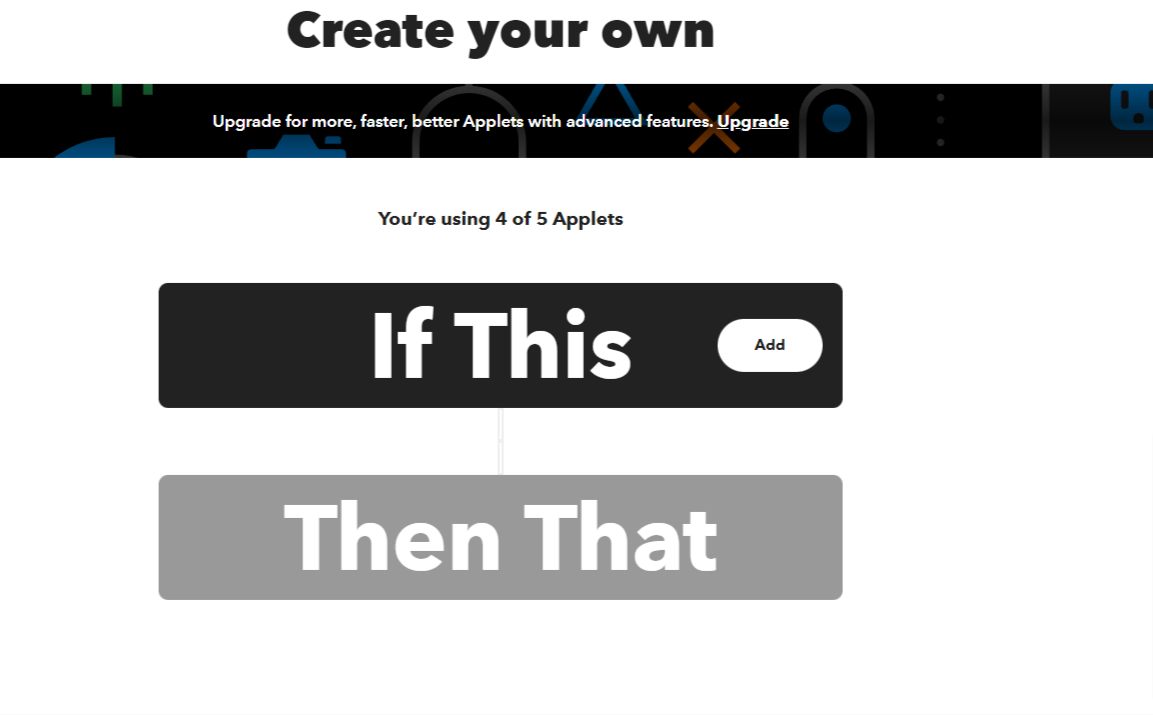 Create your own
Upgrade for more, faster, better Applets with advanced features. Upgrade
You’re using 4 of 5 Applets
If This
Add
Then That